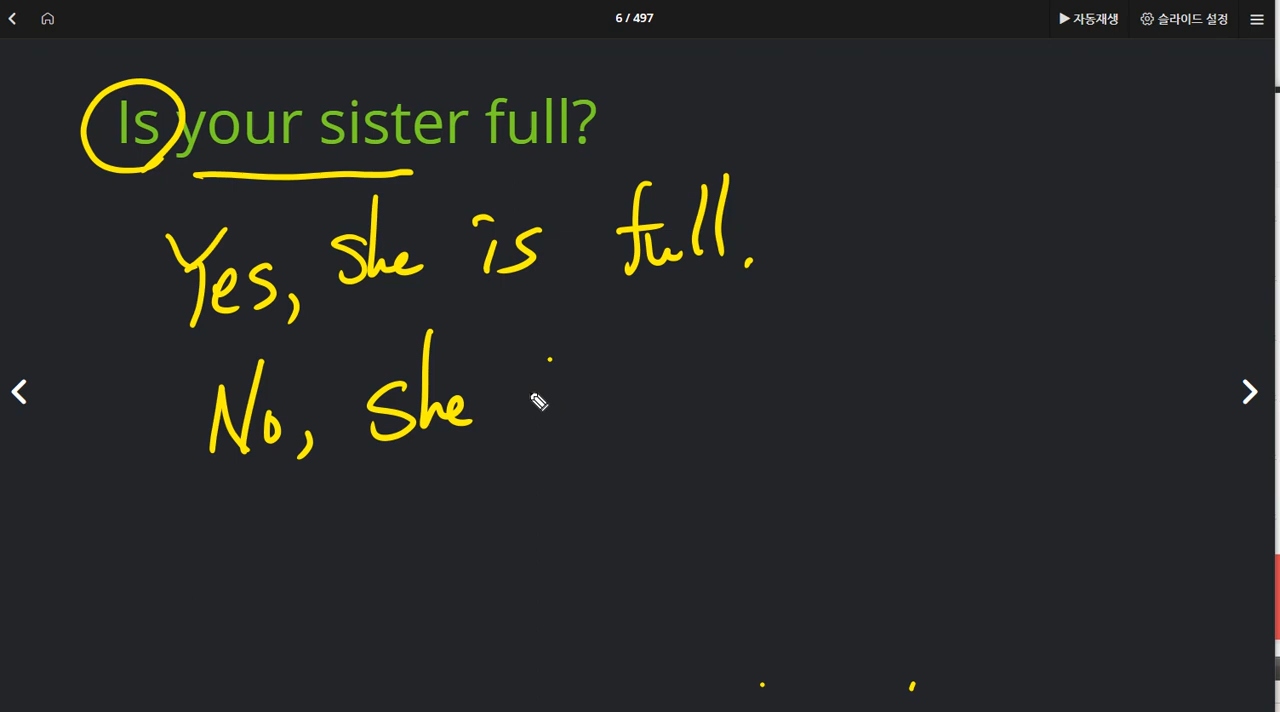 6 / 497
자동재생
슬라이드 설정
Is your sister full?
Yes, she is full.
No, she